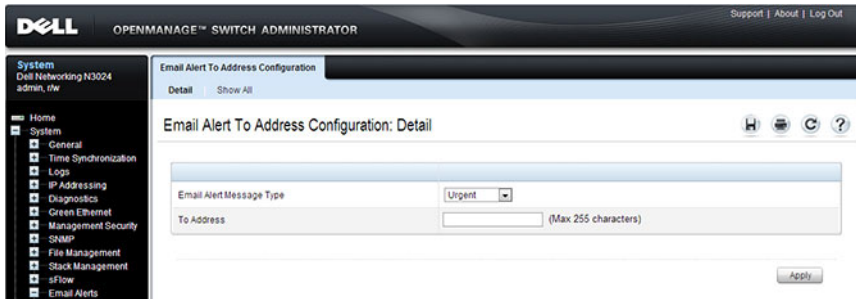 Support | About | Log Out
DELL OPENMANAGE™ SWITCH ADMINISTRATOR
System
Dell Networking N3024
admin, r/w
Home
System
General
Time Synchronization
Logs
IP Addressing
Diagnostics
Green Ethernet
Management Security
SNMP
File Management
Stack Management
sFlow
Email Alerts
Email Alert To Address Configuration
Detail Show All
Email Alert To Address Configuration: Detail
Email Alert Message Type Urgent
To Address (Max 255 characters)
Apply